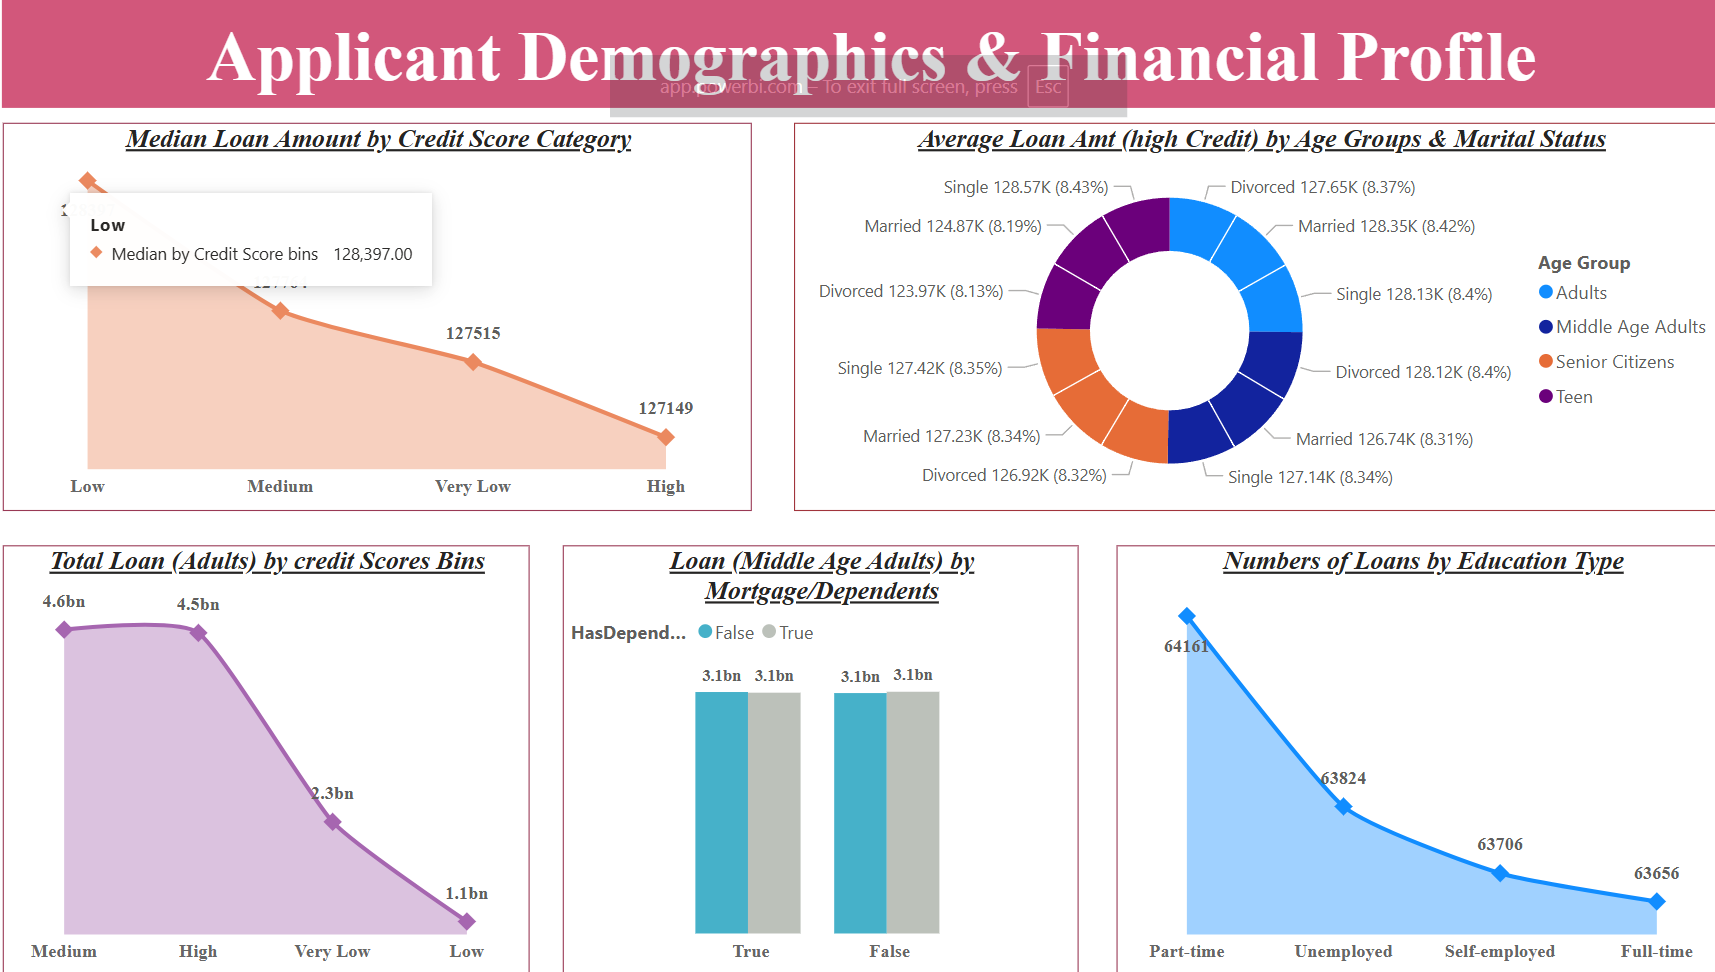 Applicant Demographics & Financial Profile
app.powerbi.com – To exit full screen, press Esc
Median Loan Amount by Credit Score Category
Low
Median by Credit Score bins 128,397.00
127515
127149
Low Medium Very Low High
Average Loan Amt (high Credit) by Age Groups & Marital Status
Single 128.57K (8.43%) Divorced 127.65K (8.37%)
Married 124.87K (8.19%) Married 128.35K (8.42%)
Divorced 123.97K (8.13%) Single 128.13K (8.4%)
Single 127.42K (8.35%) Divorced 128.12K (8.4%)
Married 127.23K (8.34%) Married 126.74K (8.31%)
Divorced 126.92K (8.32%) Single 127.14K (8.34%)
Age Group
Adults
Middle Age Adults
Senior Citizens
Teen
Total Loan (Adults) by credit Scores Bins
4.6bn 4.5bn
2.3bn
1.1bn
Medium High Very Low Low
Loan (Middle Age Adults) by
Mortgage/Dependents
HasDepend... False True
3.1bn 3.1bn 3.1bn 3.1bn
True False
Numbers of Loans by Education Type
64161
63824
63706
63656
Part-time Unemployed Self-employed Full-time